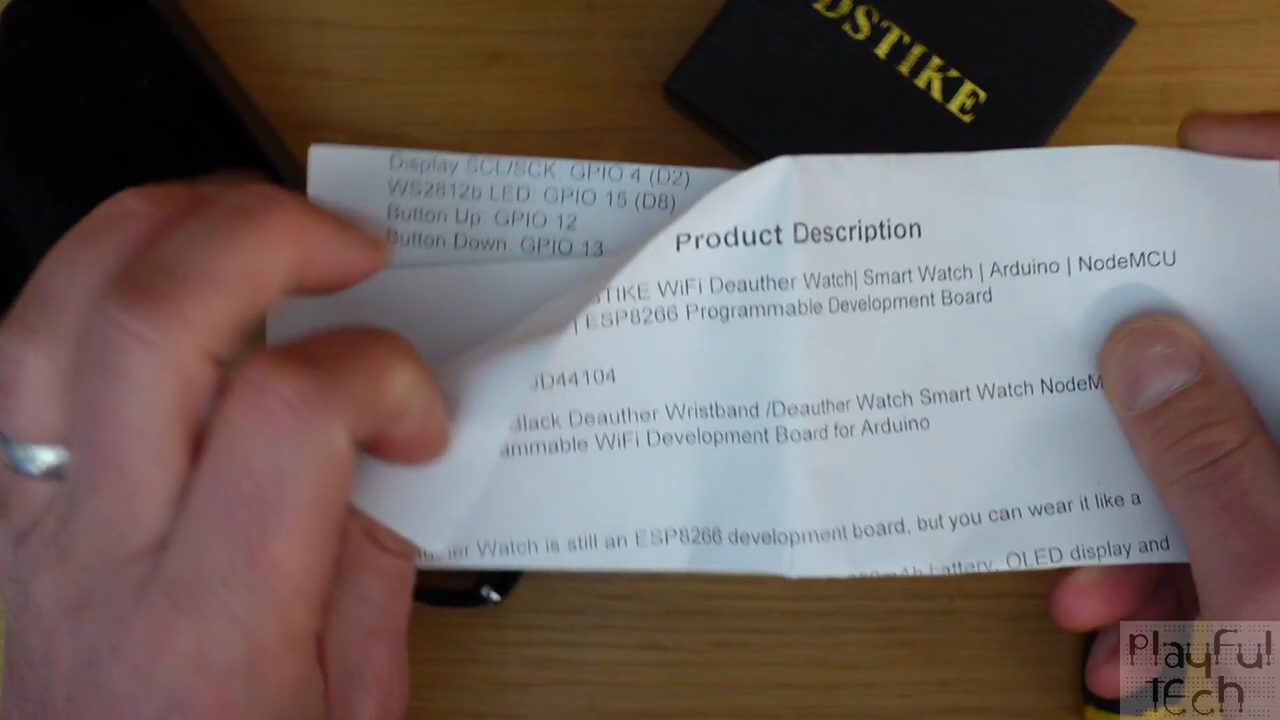 DSTIKE
Display SCL/SCK: GPIO 4 (D2)
WS2812b LED: GPIO 15 (D8)
Button Up: GPIO 12
Button Down: GPIO 13
Product Description
STIKE WiFi Deauther Watch| Smart Watch | Arduino | NodeMCU
| ESP8266 Programmable Development Board
JD44104
Black Deauther Wristband /Deauther Watch Smart Watch NodeM
ammable WiFi Development Board for Arduino
Watch is still an ESP8266 development board, but you can wear it like a
battery, OLED display and
Playful
Tech